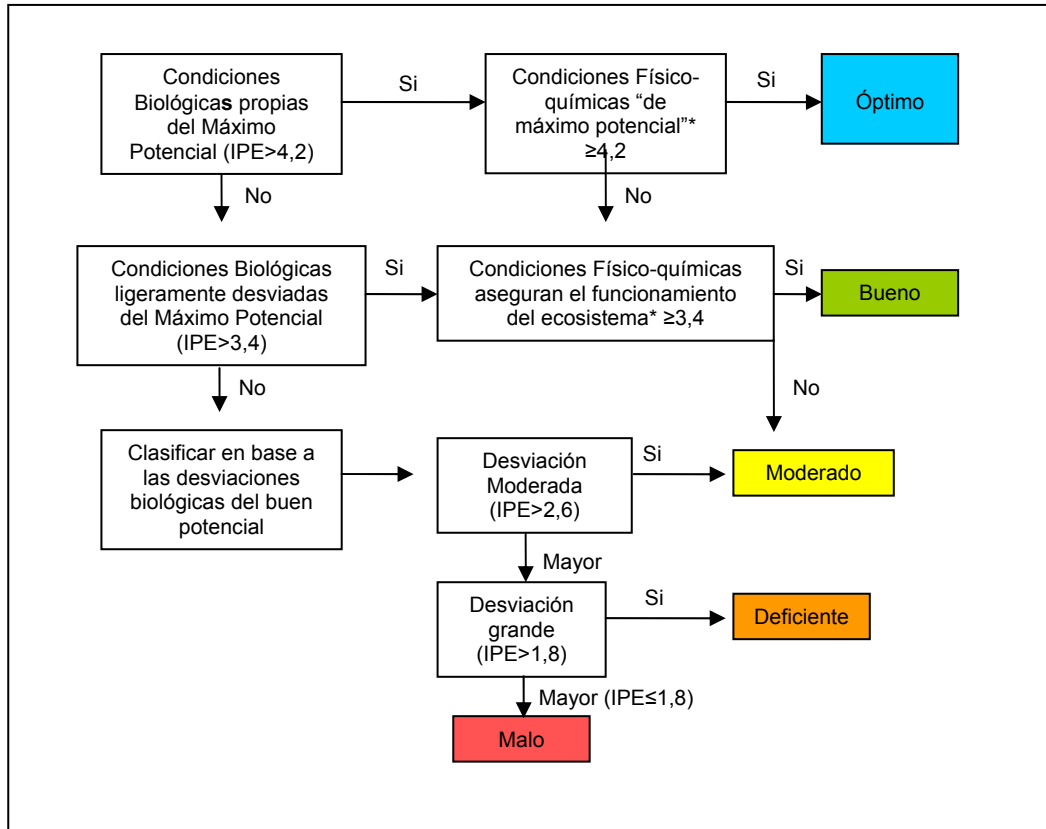 Condiciones
Biológicas propias
del Máximo
Potencial (IPE>4,2)
Si
Condiciones Físico-
químicas “de
máximo potencial”*
≥4,2
Si
Óptimo
No
No
Condiciones Biológicas
ligeramente desviadas
del Máximo Potencial
(IPE>3,4)
Si
Condiciones Físico-químicas
aseguran el funcionamiento
del ecosistema* ≥3,4
Si
Bueno
No
No
Clasificar en base a
las desviaciones
biológicas del buen
potencial
Desviación
Moderada
(IPE>2,6)
Si
Moderado
Mayor
Desviación
grande
(IPE>1,8)
Si
Deficiente
Mayor (IPE≤1,8)
Malo